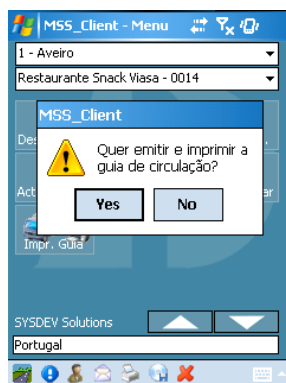 MSS_Client - Menu
1 - Aveiro
Restaurante Snack Viasa - 0014
MSS_Client
Quer emitir e imprimir a
guia de circulação?
Yes No
Impr. Guia
SYSDEV Solutions
Portugal